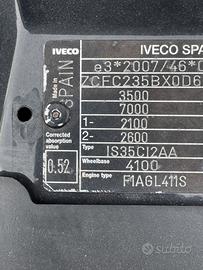 IVECO
IVECO SPA
Made in
SPAIN
e3*2007/46*0
ZCFC235BX0D6
3500
7000
1- 2100
2- 2600
Corrected
absorption
value
0.52
Type IS35CI2AA
Wheelbase 4100
Engine type F1AGL411S
subito